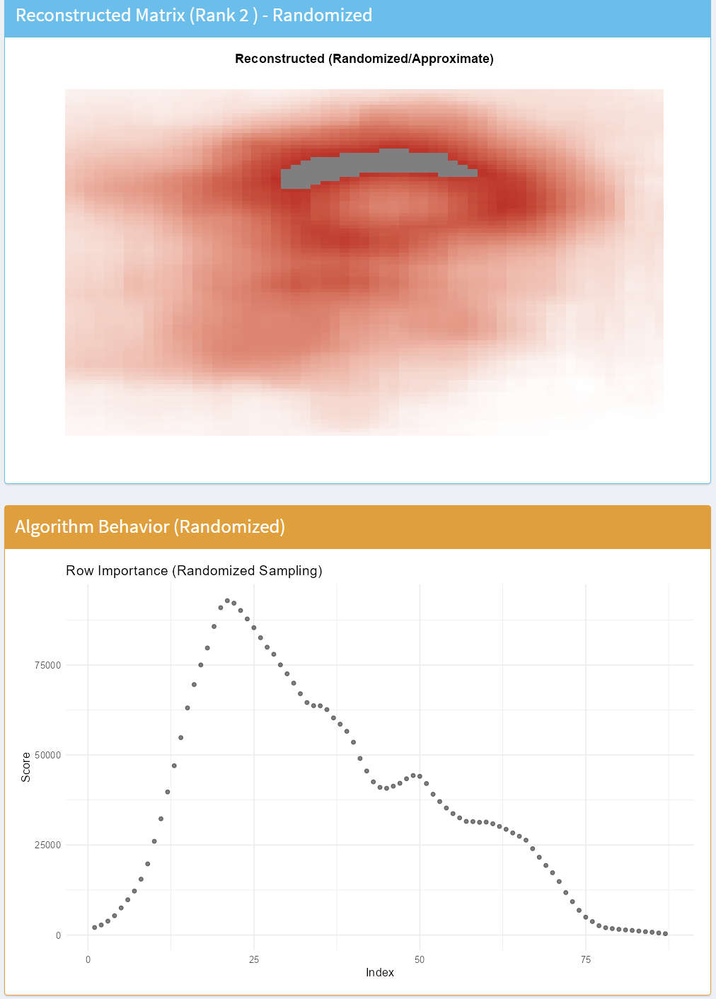 Reconstructed Matrix (Rank 2 ) - Randomized
Reconstructed (Randomized/Approximate)
Algorithm Behavior (Randomized)
Row Importance (Randomized Sampling)
75000
50000
25000
0
Score
0 25 50 75
Index